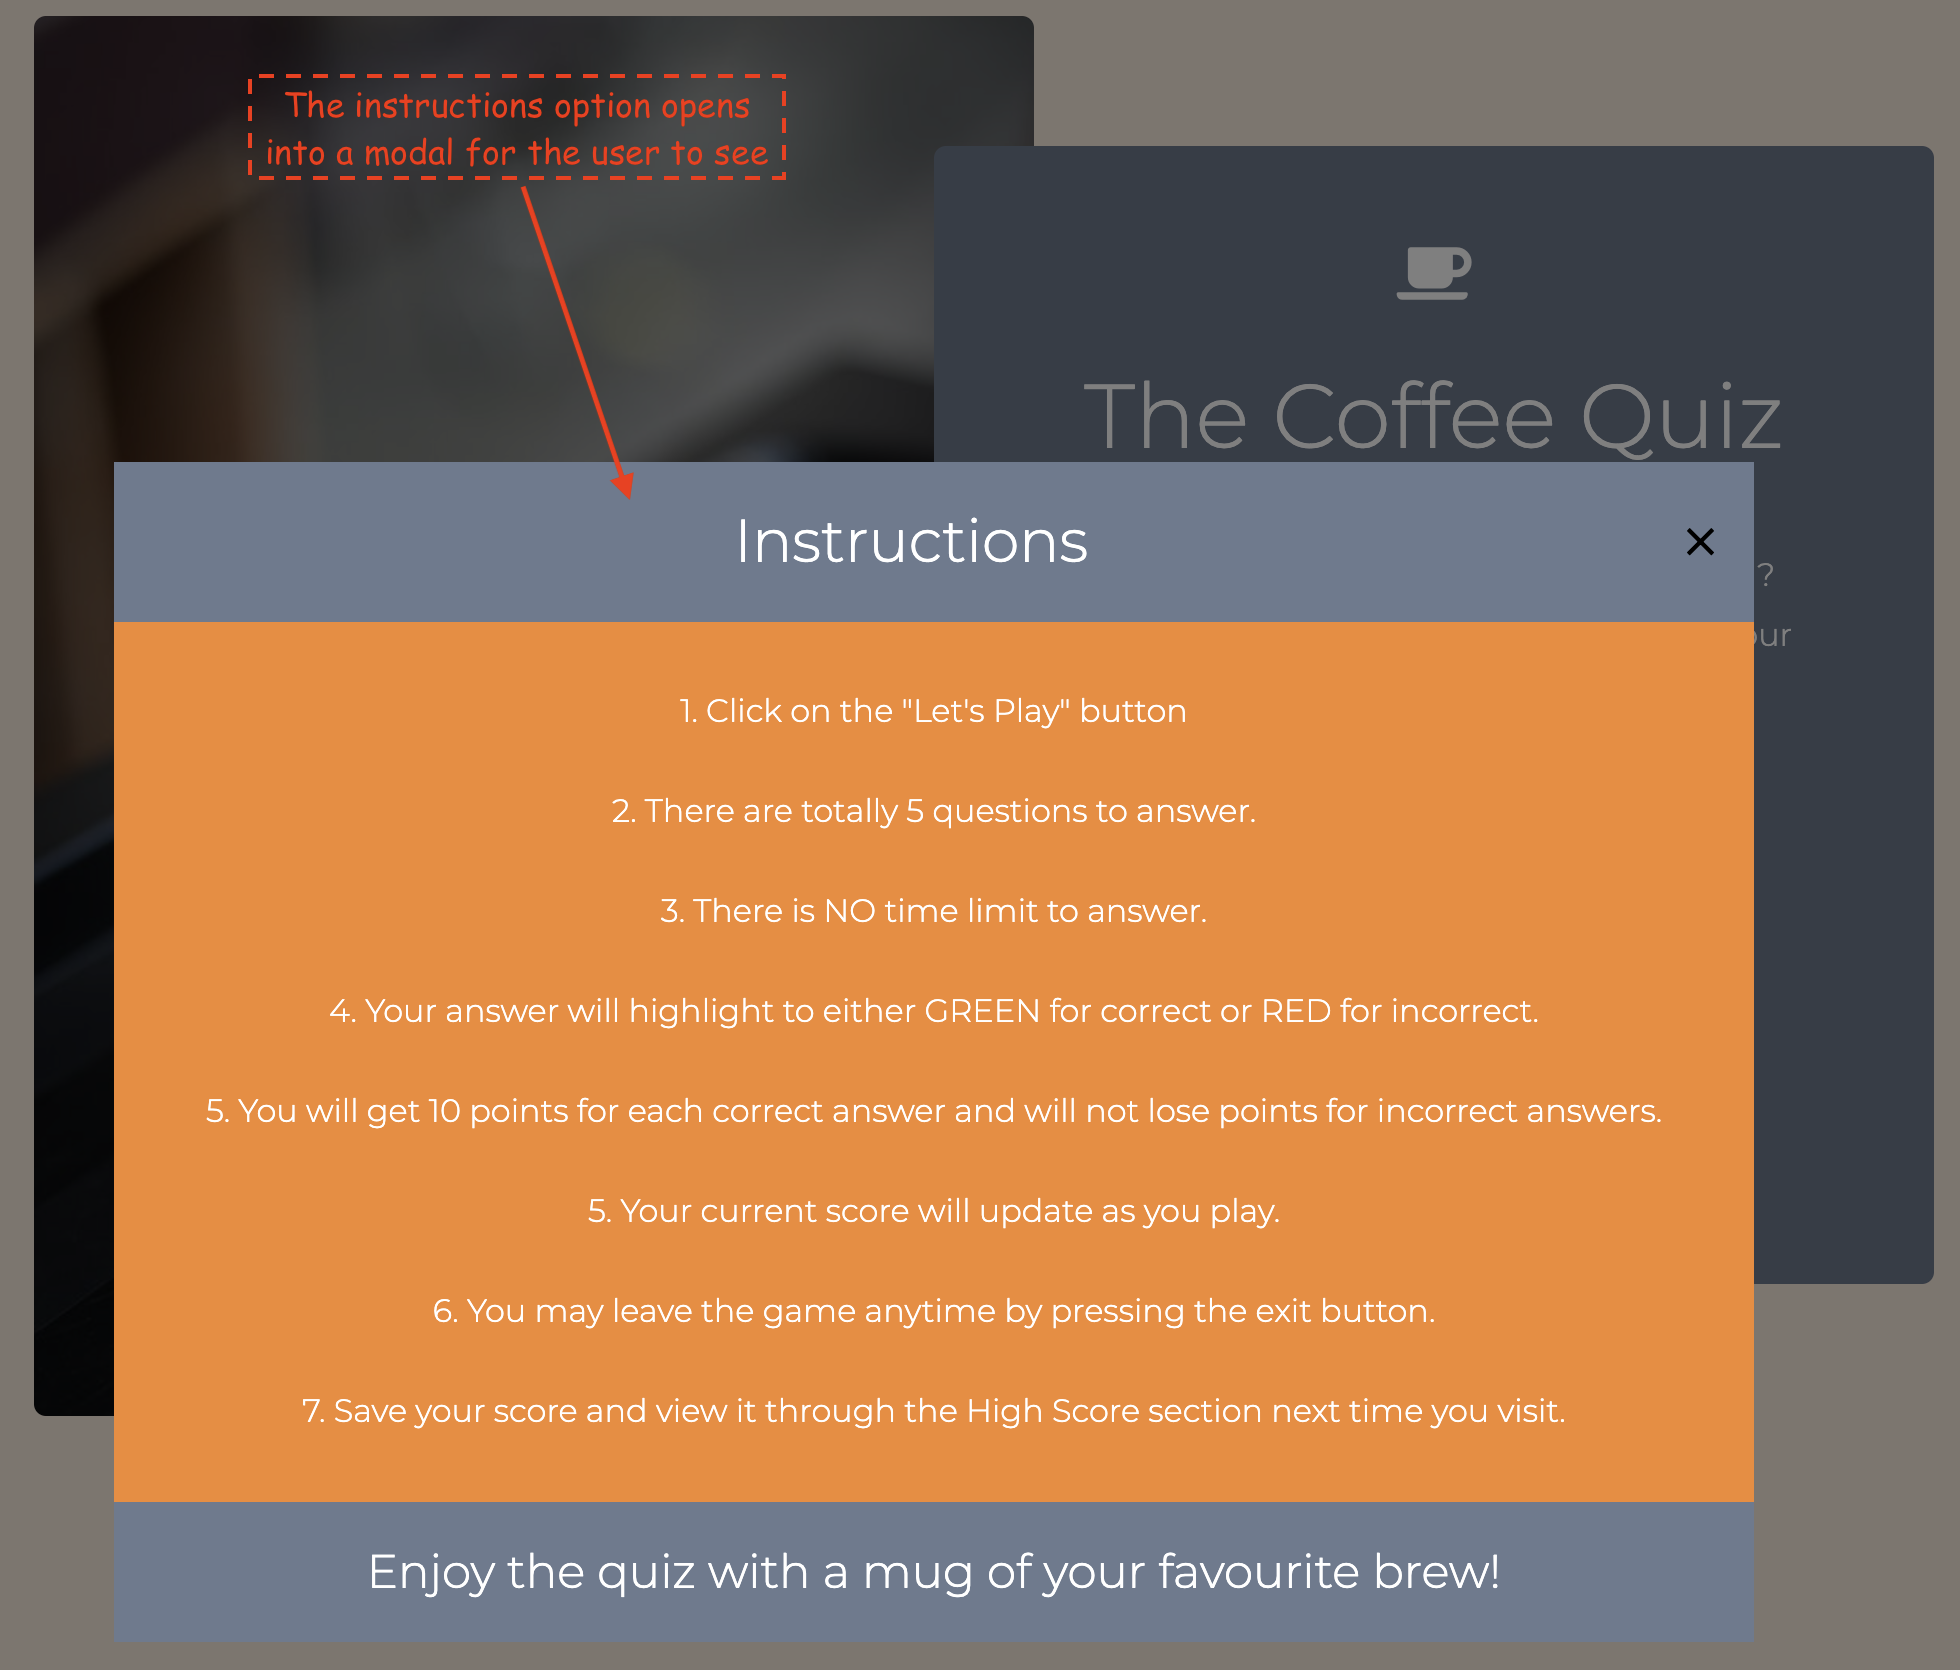 The instructions option opens
into a modal for the user to see
The Coffee Quiz
Instructions
?
1. Click on the "Let's Play" button
2. There are totally 5 questions to answer.
3. There is NO time limit to answer.
4. Your answer will highlight to either GREEN for correct or RED for incorrect.
5. You will get 10 points for each correct answer and will not lose points for incorrect answers.
5. Your current score will update as you play.
6. You may leave the game anytime by pressing the exit button.
7. Save your score and view it through the High Score section next time you visit.
Enjoy the quiz with a mug of your favourite brew!